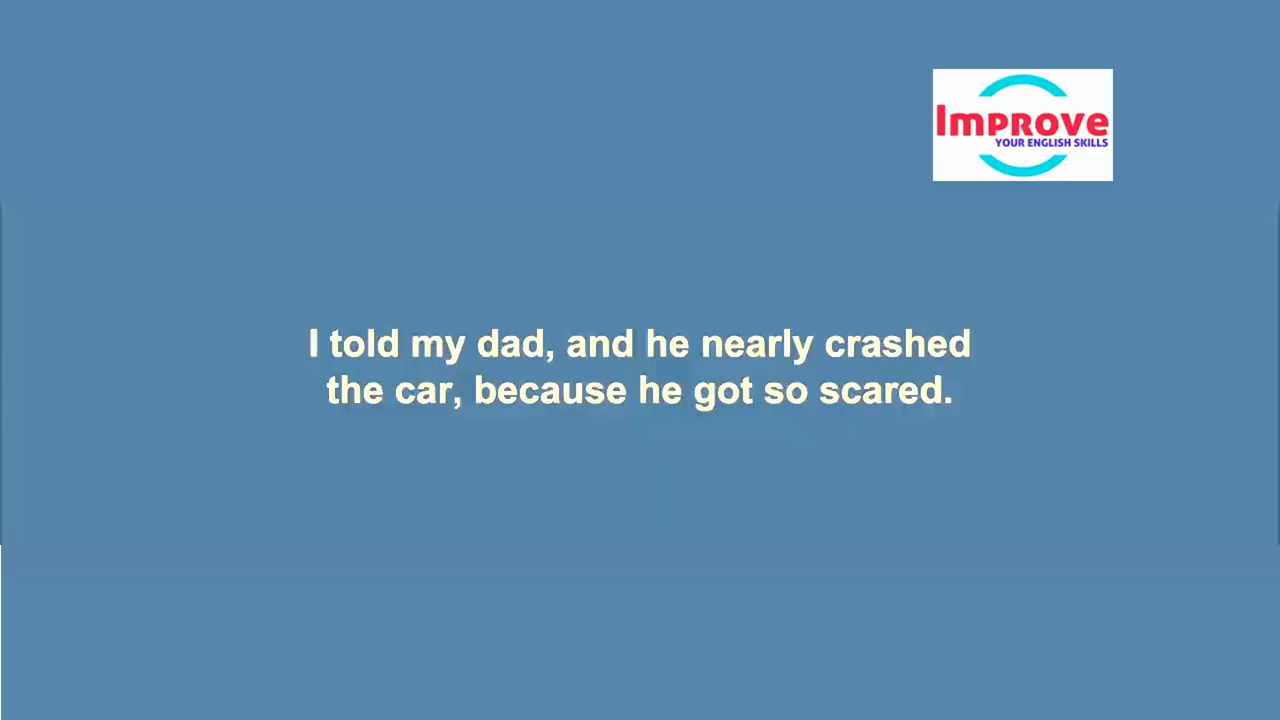 Improve
YOUR ENGLISH SKILLS
I told my dad, and he nearly crashed
the car, because he got so scared.